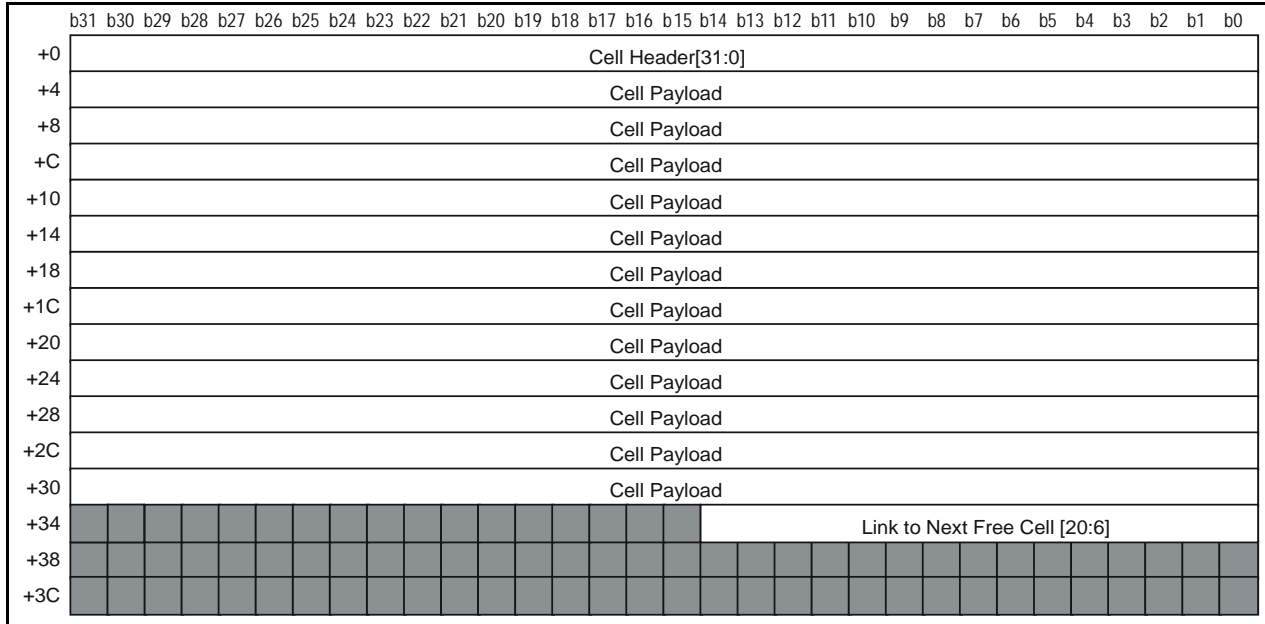 b31 b30 b29 b28 b27 b26 b25 b24 b23 b22 b21 b20 b19 b18 b17 b16 b15 b14 b13 b12 b11 b10 b9 b8 b7 b6 b5 b4 b3 b2 b1 b0
+0 Cell Header[31:0]
+4 Cell Payload
+8 Cell Payload
+C Cell Payload
+10 Cell Payload
+14 Cell Payload
+18 Cell Payload
+1C Cell Payload
+20 Cell Payload
+24 Cell Payload
+28 Cell Payload
+2C Cell Payload
+30 Cell Payload
+34 Link to Next Free Cell [20:6]
+38
+3C